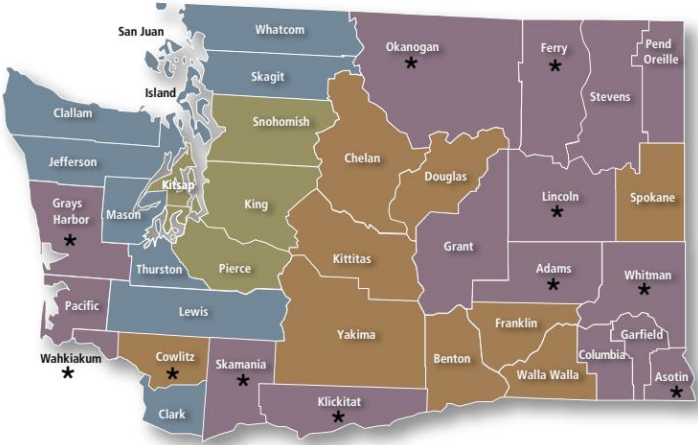 San Juan
Whatcom
Okanogan
*
Ferry
*
Pend
Oreille
Skagit
Island
Stevens
Clallam
Snohomish
Chelan
Jefferson
Douglas
Kitsap
Grays
Harbor
*
Mason
King
Lincoln
*
Spokane
Kittitas
Grant
Thurston
Pierce
Adams
*
Whitman
*
Pacific
Lewis
Yakima
Franklin
Garfield
Wahkiakum
*
Cowlitz
*
Skamania
*
Benton
Columbia
Walla Walla
Asotin
*
Klickitat
*
Clark